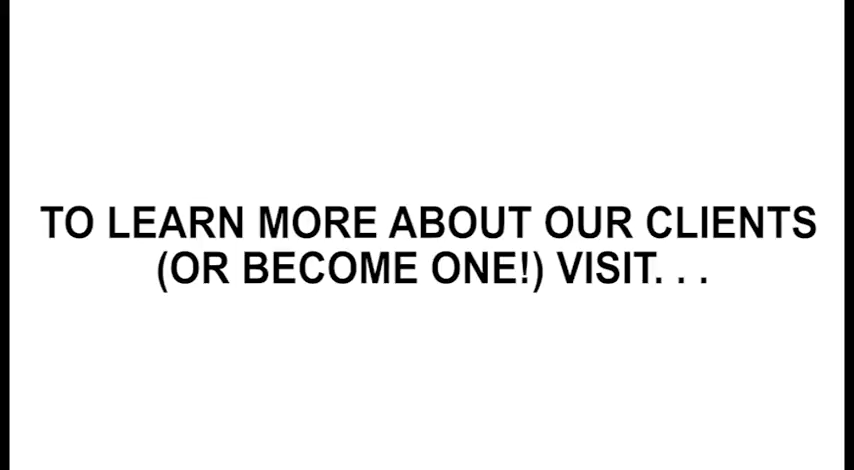 TO LEARN MORE ABOUT OUR CLIENTS
(OR BECOME ONE!) VISIT. . .